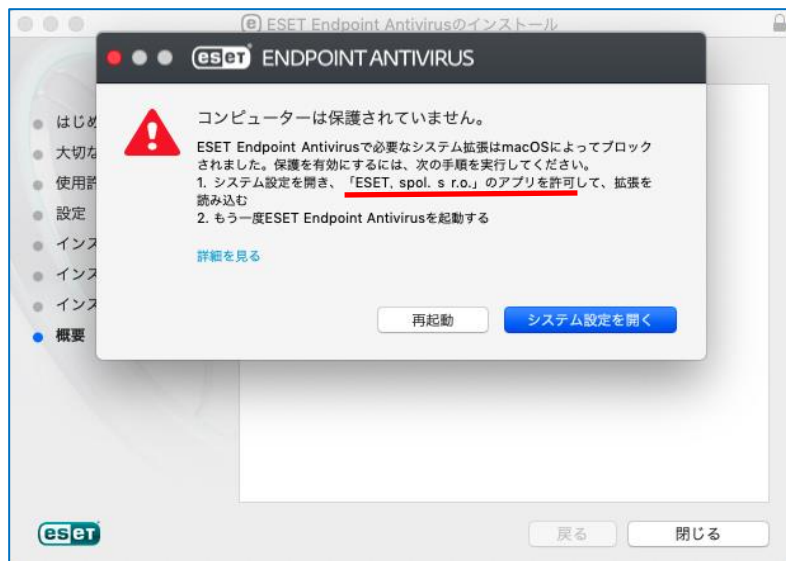 ESET Endpoint Antivirusのインストール
eseT ENDPOINT ANTIVIRUS
コンピューターは保護されていません。
ESET Endpoint Antivirusで必要なシステム拡張はmacOSによってブロック
されました。保護を有効にするには、次の手順を実行してください。
1. システム設定を開き、「ESET, spol. s r.o.」のアプリを許可して、拡張を
読み込む
2. もう一度ESET Endpoint Antivirusを起動する
詳細を見る
再起動
システム設定を開く
はじめ
大切な
使用許
設定
インス
インス
インス
概要
eseT
戻る
閉じる